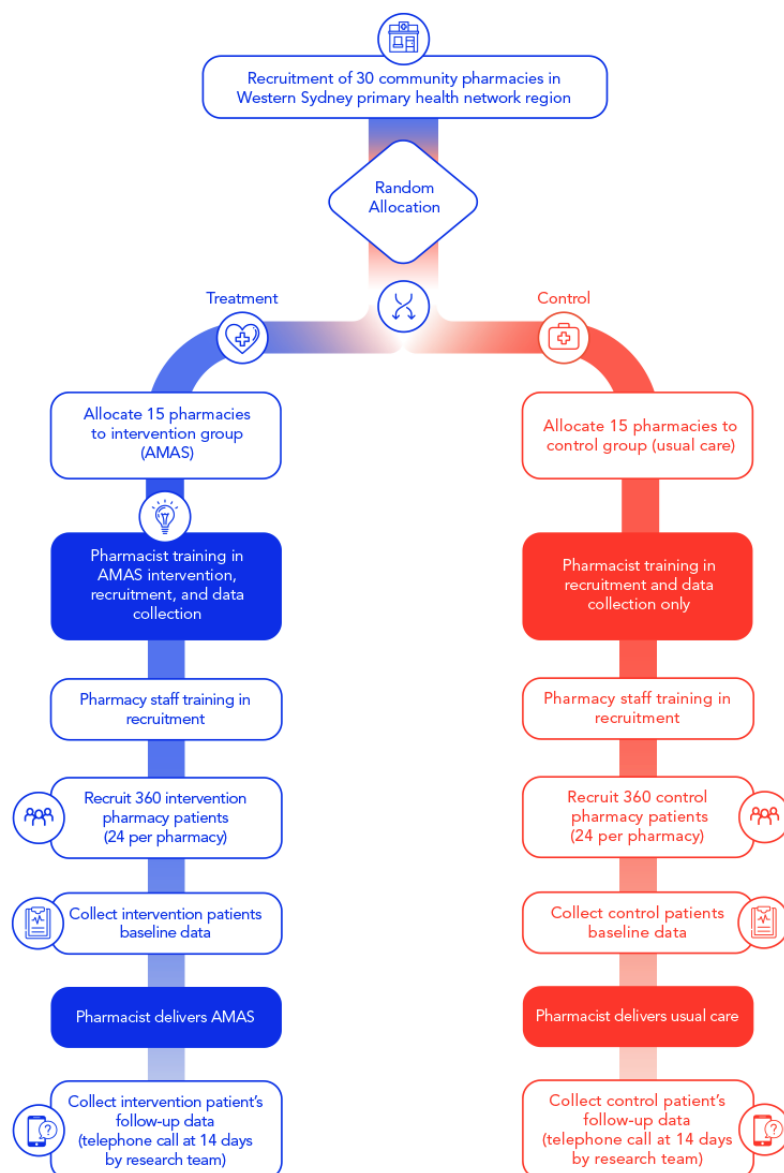 Recruitment of 30 community pharmacies in
Western Sydney primary health network region
Random
Allocation
Treatment
Control
Allocate 15 pharmacies
to intervention group
(AMAS)
Allocate 15 pharmacies to
control group (usual care)
Pharmacist training in
AMAS intervention,
recruitment, and data
collection
Pharmacist training in
recruitment and data
collection only
Pharmacy staff training in
recruitment
Pharmacy staff training in
recruitment
Recruit 360 intervention
pharmacy patients
(24 per pharmacy)
Recruit 360 control
pharmacy patients
(24 per pharmacy)
Collect intervention patients
baseline data
Collect control patients
baseline data
Pharmacist delivers AMAS
Pharmacist delivers usual care
Collect intervention patient's
follow-up data
(telephone call at 14 days
by research team)
Collect control patient's
follow-up data
(telephone call at 14 days
by research team)